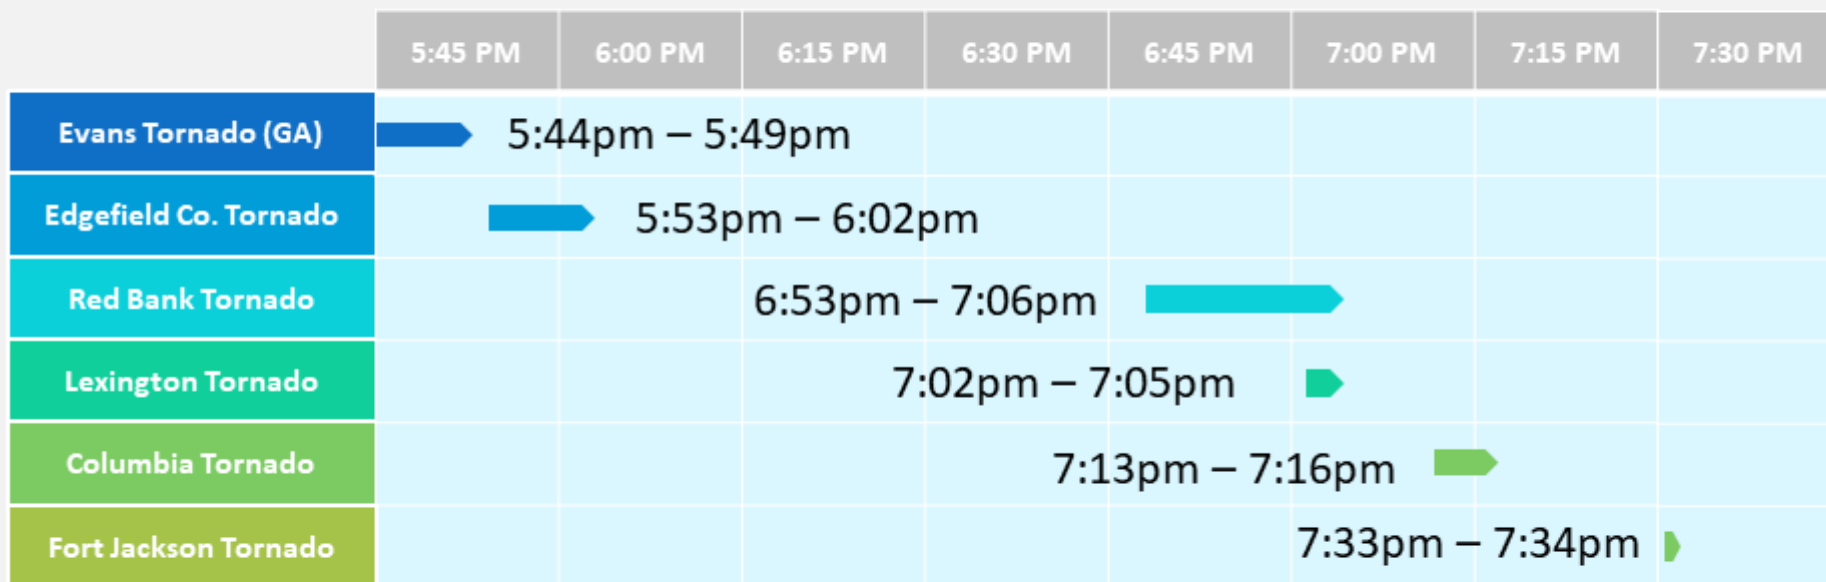 5:45 PM 6:00 PM 6:15 PM 6:30 PM 6:45 PM 7:00 PM 7:15 PM 7:30 PM
Evans Tornado (GA) 5:44pm – 5:49pm
Edgefield Co. Tornado 5:53pm – 6:02pm
Red Bank Tornado 6:53pm – 7:06pm
Lexington Tornado 7:02pm – 7:05pm
Columbia Tornado 7:13pm – 7:16pm
Fort Jackson Tornado 7:33pm – 7:34pm